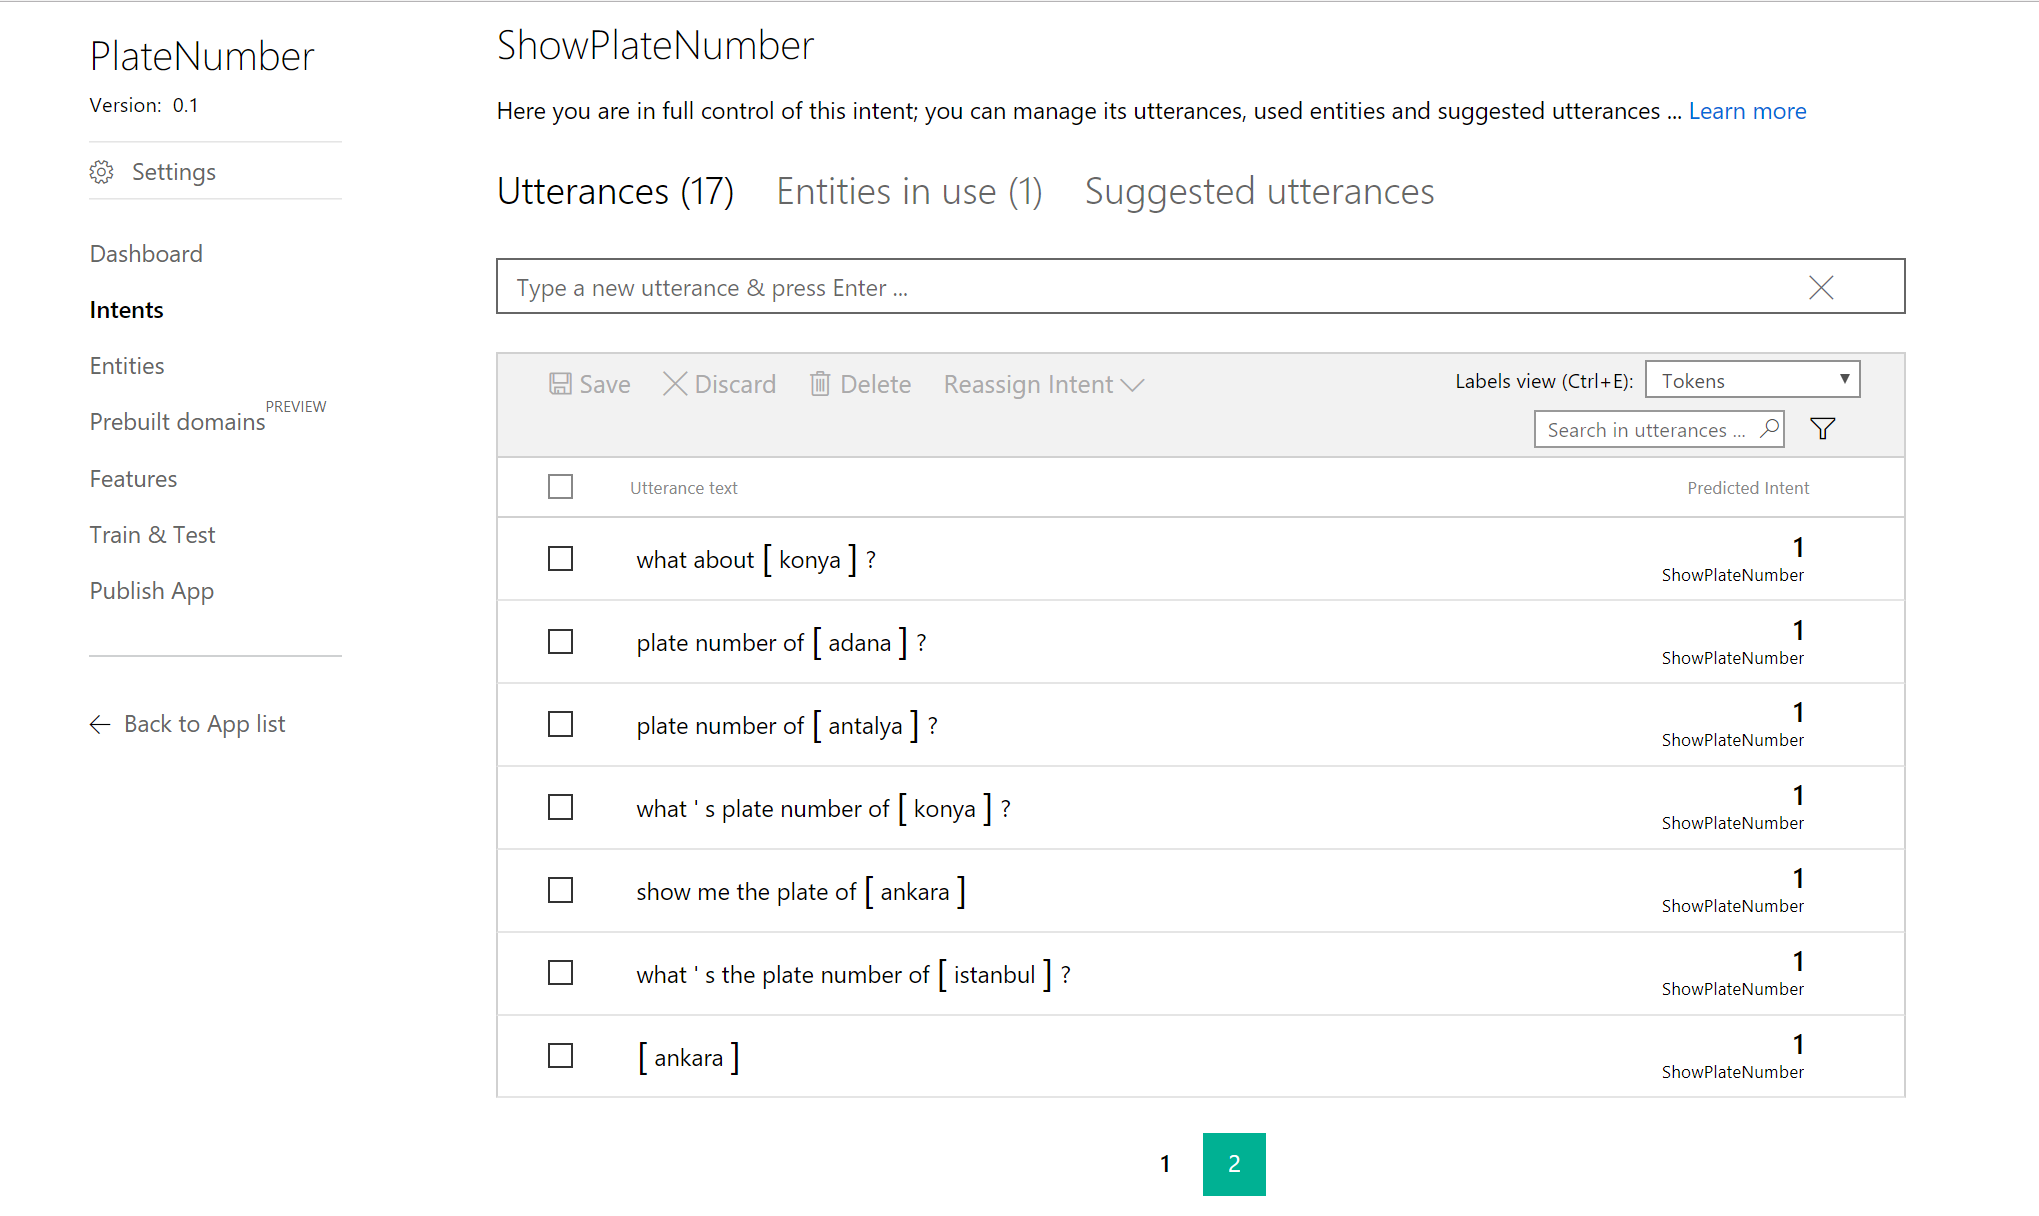 PlateNumber
Version: 0.1
Settings
Dashboard
Intents
Entities
Prebuilt domains PREVIEW
Features
Train & Test
Publish App
Back to App list
ShowPlateNumber
Here you are in full control of this intent; you can manage its utterances, used entities and suggested utterances ... Learn more
Utterances (17) Entities in use (1) Suggested utterances
Type a new utterance & press Enter ...
Save Discard Delete Reassign Intent Labels view (Ctrl+E): Tokens
Search in utterances ...
Utterance text Predicted Intent
what about [ konya ] ? 1
ShowPlateNumber
plate number of [ adana ] ? 1
ShowPlateNumber
plate number of [ antalya ] ? 1
ShowPlateNumber
what ' s plate number of [ konya ] ? 1
ShowPlateNumber
show me the plate of [ ankara ] 1
ShowPlateNumber
what ' s the plate number of [ istanbul ] ? 1
ShowPlateNumber
[ ankara ] 1
ShowPlateNumber
1 2